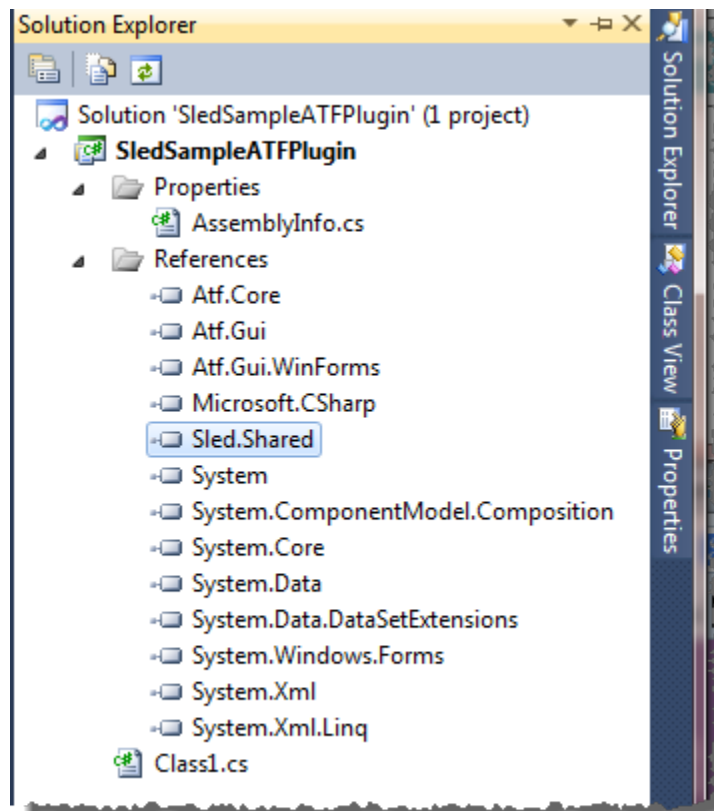 Solution Explorer
Solution 'SledSampleATFPlugin' (1 project)
SledSampleATFPlugin
Properties
AssemblyInfo.cs
References
Atf.Core
Atf.Gui
Atf.Gui.WinForms
Microsoft.CSharp
Sled.Shared
System
System.ComponentModel.Composition
System.Core
System.Data
System.Data.DataSetExtensions
System.Windows.Forms
System.Xml
System.Xml.Linq
Class1.cs
Solution Explorer
Class View
Properties